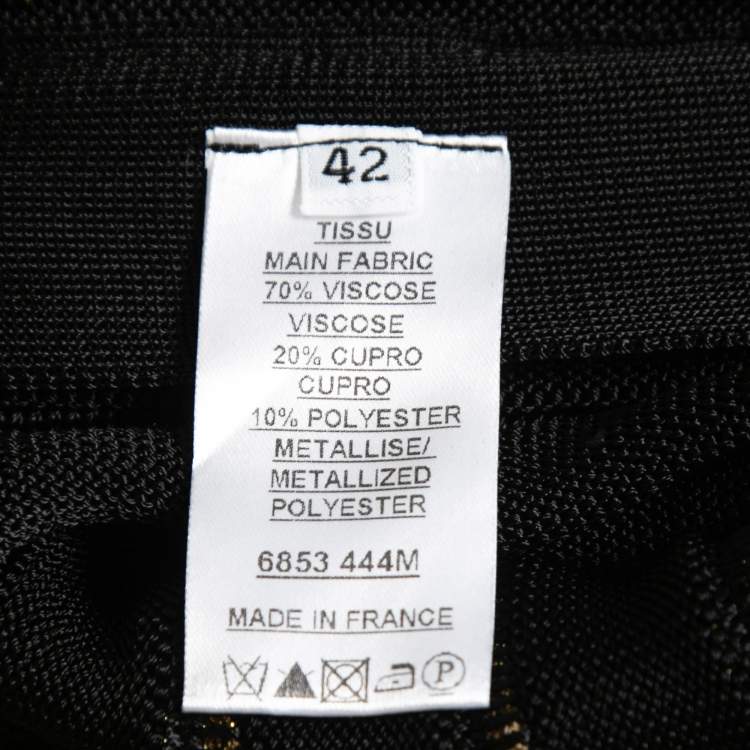 42
TISSU
MAIN FABRIC
70% VISCOSE
VISCOSE
20% CUPRO
CUPRO
10% POLYESTER
METALLISE/
METALLIZED
POLYESTER
6853 444M
MADE IN FRANCE
P